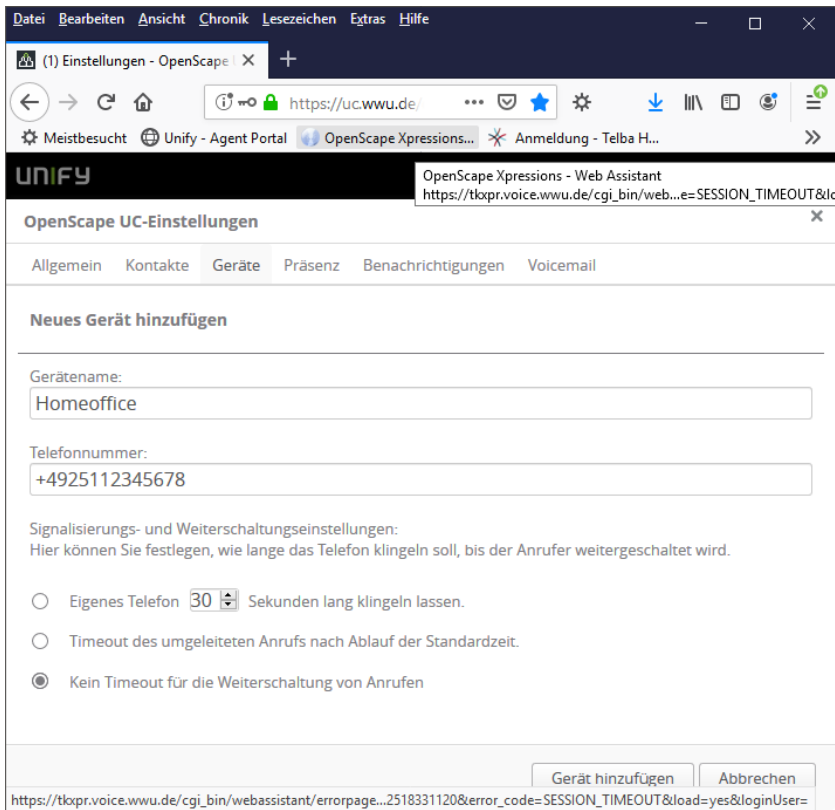 Datei Bearbeiten Ansicht Chronik Lesezeichen Extras Hilfe
(1) Einstellungen - OpenScape
https://uc.wwu.de/
Meistbesucht Unify - Agent Portal OpenScape Xpressions... Anmeldung - Telba H...
UNIFY
OpenScape Xpressions - Web Assistant
https://tkxpr.voice.wwu.de/cgi_bin/web...e=SESSION_TIMEOUT&lo
OpenScape UC-Einstellungen
Allgemein Kontakte Geräte Präsenz Benachrichtigungen Voicemail
Neues Gerät hinzufügen
Gerätename:
Homeoffice
Telefonnummer:
+4925112345678
Signalisierungs- und Weiterschaltungseinstellungen:
Hier können Sie festlegen, wie lange das Telefon klingeln soll, bis der Anrufer weitergeschaltet wird.
Eigenes Telefon 30 Sekunden lang klingeln lassen.
Timeout des umgeleiteten Anrufs nach Ablauf der Standardzeit.
Kein Timeout für die Weiterschaltung von Anrufen
Gerät hinzufügen Abbrechen
https://tkxpr.voice.wwu.de/cgi_bin/webassistant/errorpage...2518331120&error_code=SESSION_TIMEOUT&load=yes&loginUser=